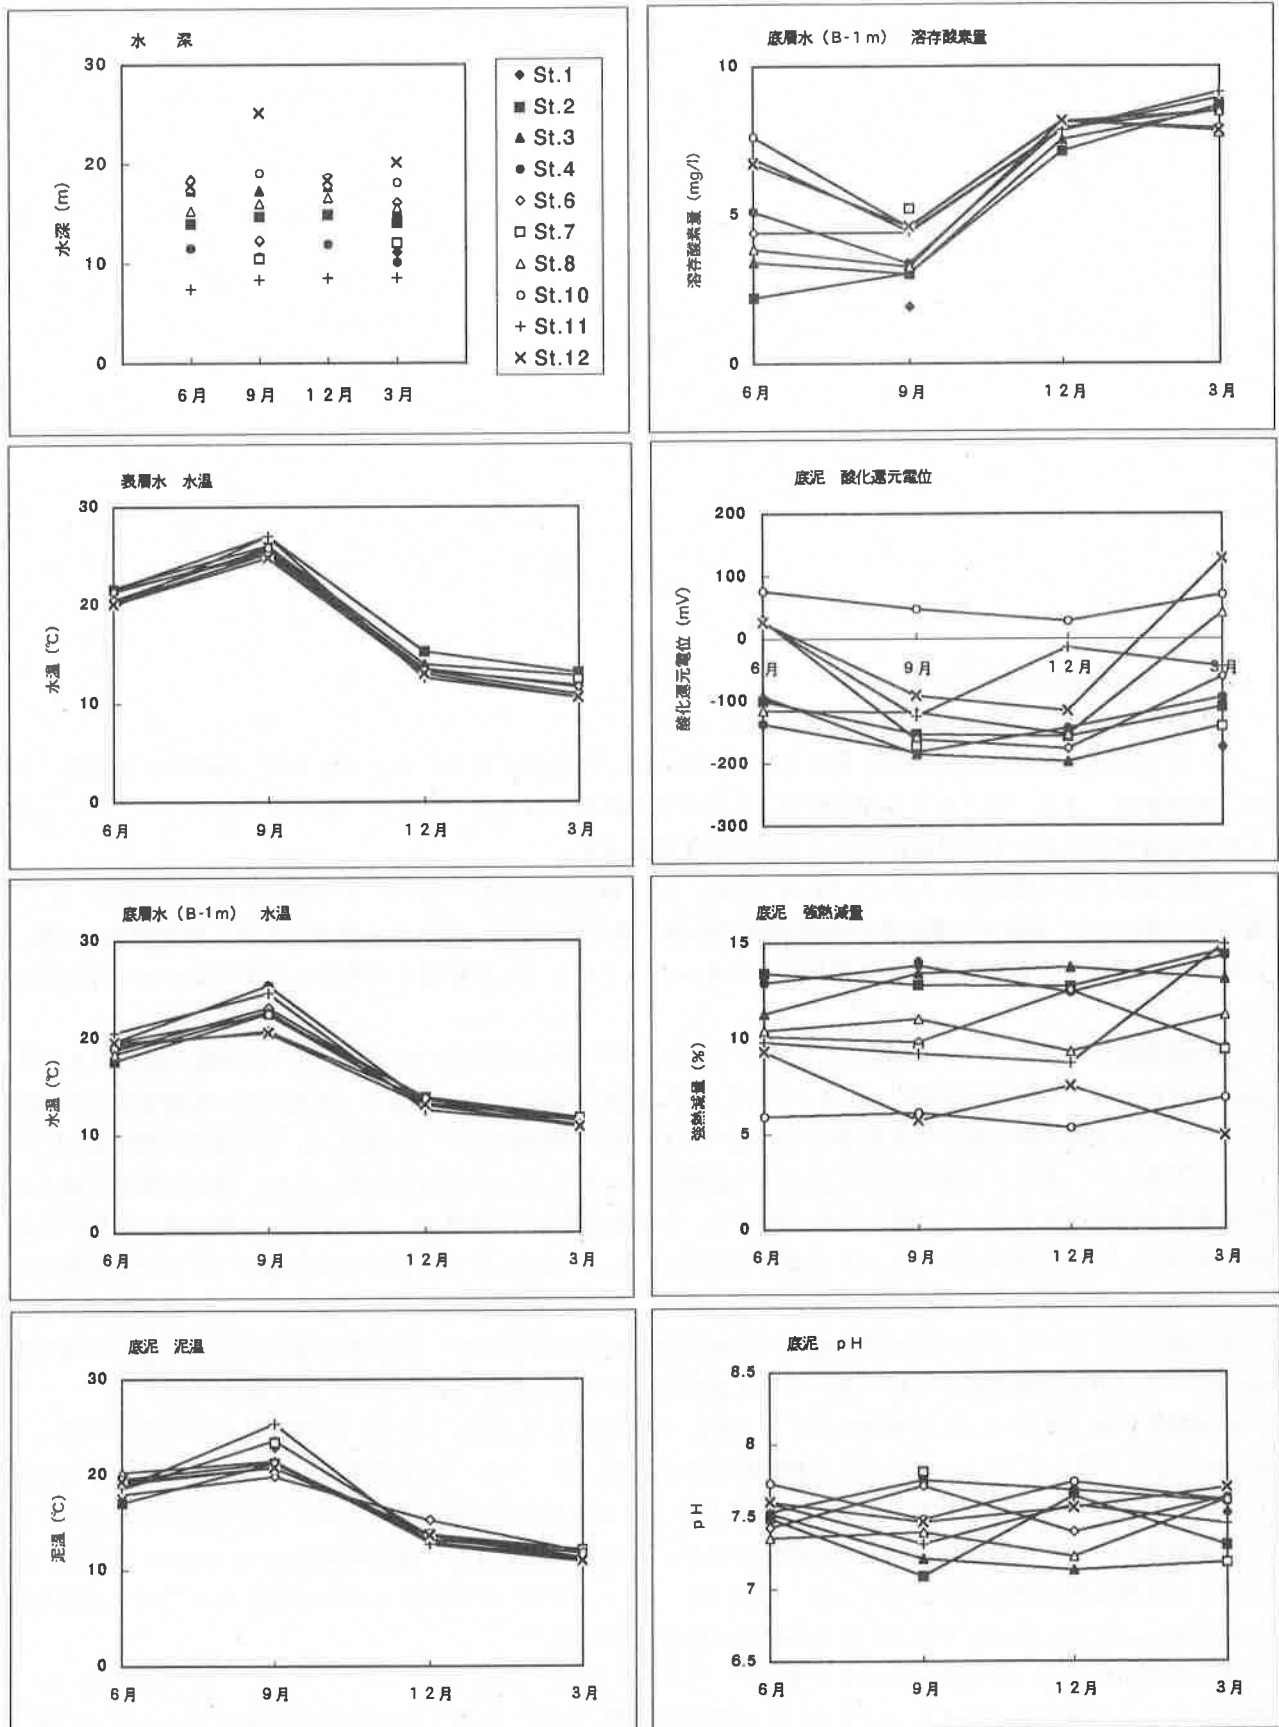 水 深
30
20
10
0
水深 (m)
6月 9月 12月 3月
St.1
St.2
St.3
St.4
St.6
St.7
St.8
St.10
St.11
St.12
底層水 (B-1m) 溶存酸素量
10
5
0
溶存酸素量 (mg/l)
6月 9月 12月 3月
表層水 水温
30
20
10
0
水温 (℃)
6月 9月 12月 3月
底泥 酸化還元電位
200
100
0
-100
-200
-300
酸化還元電位 (mV)
6月 9月 12月 3月
底層水 (B-1m) 水温
30
20
10
0
水温 (℃)
6月 9月 12月 3月
底泥 強熱減量
15
10
5
0
強熱減量 (%)
6月 9月 12月 3月
底泥 泥温
30
20
10
0
泥温 (℃)
6月 9月 12月 3月
底泥 pH
8.5
8
7.5
7
6.5
pH
6月 9月 12月 3月